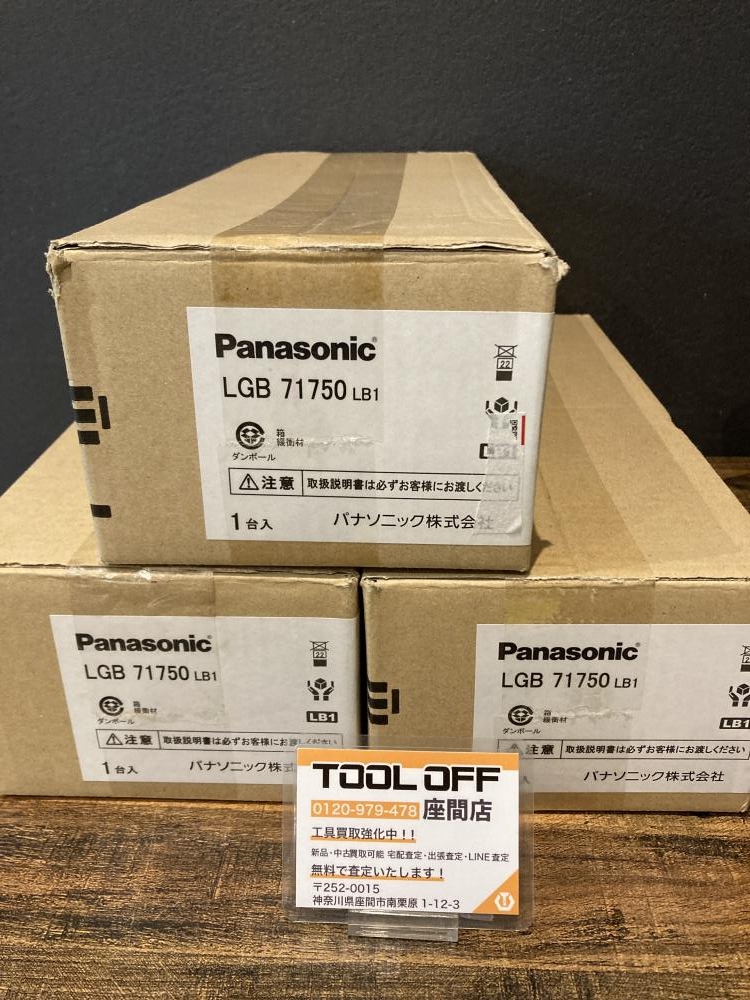 Panasonic
LGB 71750 LB1
22
箱
緩衝材
ダンボール
LB1
注意 取扱説明書は必ずお客様にお渡しください
1台入 パナソニック株式会社
Panasonic
LGB 71750 LB1
22
箱
緩衝材
ダンボール
LB1
注意 取扱説明書は必ずお客様にお渡しくださ
1台入 パナソニック株式
Panasonic
LGB 71750 LB1
箱
緩衝材
ダンボール
LB1
注意 取扱説明書は必ずお客様にお渡しください
入 パナソニック株式会社
TOOL OFF
0120-979-478 座間店
工具買取強化中!!
新品・中古買取可能 宅配査定・出張査定・LINE査定
無料で査定いたします!
〒252-0015
神奈川県座間市南栗原 1-12-3